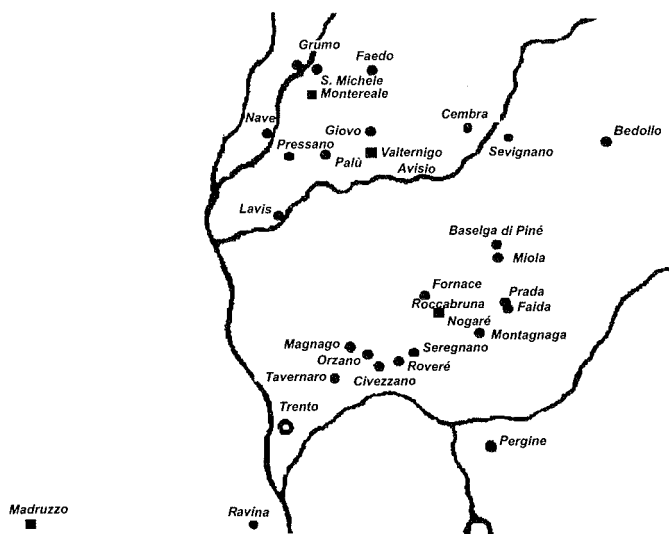 Grumo
Faedo
S. Michele
Montereale
Nave
Giovo
Cembra
Bedollo
Pressano
Palù
Valternigo
Sevignano
Avisio
Lavis
Baselga di Piné
Miola
Fornace
Prada
Roccabruna
Faida
Nogaré
Montagnaga
Magnago
Seregnano
Orzano
Roveré
Tavernaro
Civezzano
Trento
Pergine
Madruzzo
Ravina